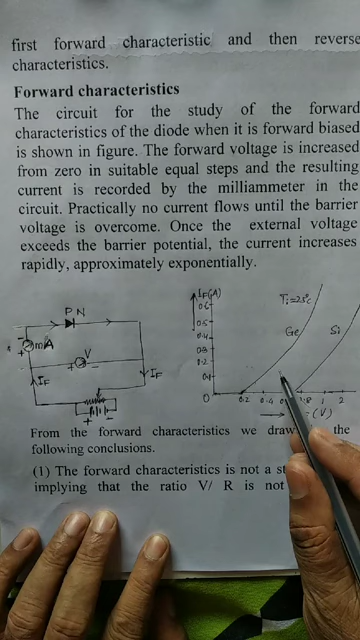 first forward characteristic and then reverse
characteristics.
Forward characteristics
The circuit for the study of the forward
characteristics of the diode when it is forward biased
is shown in figure. The forward voltage is increased
from zero in suitable equal steps and the resulting
current is recorded by the milliammeter in the
circuit. Practically no current flows until the barrier
voltage is overcome. Once the external voltage
exceeds the barrier potential, the current increases
rapidly, approximately exponentially.
P N
mA
+ V
IF
IF
+ -
IF(A)
0.6
0.5
0.4
0.3
0.2
0.1
0
Tj=25°C
Ge
Si
0.2 0.4 0.8 1 2
(V)
From the forward characteristics we draw the
following conclusions.
(1) The forward characteristics is not a
implying that the ratio V/ R is not